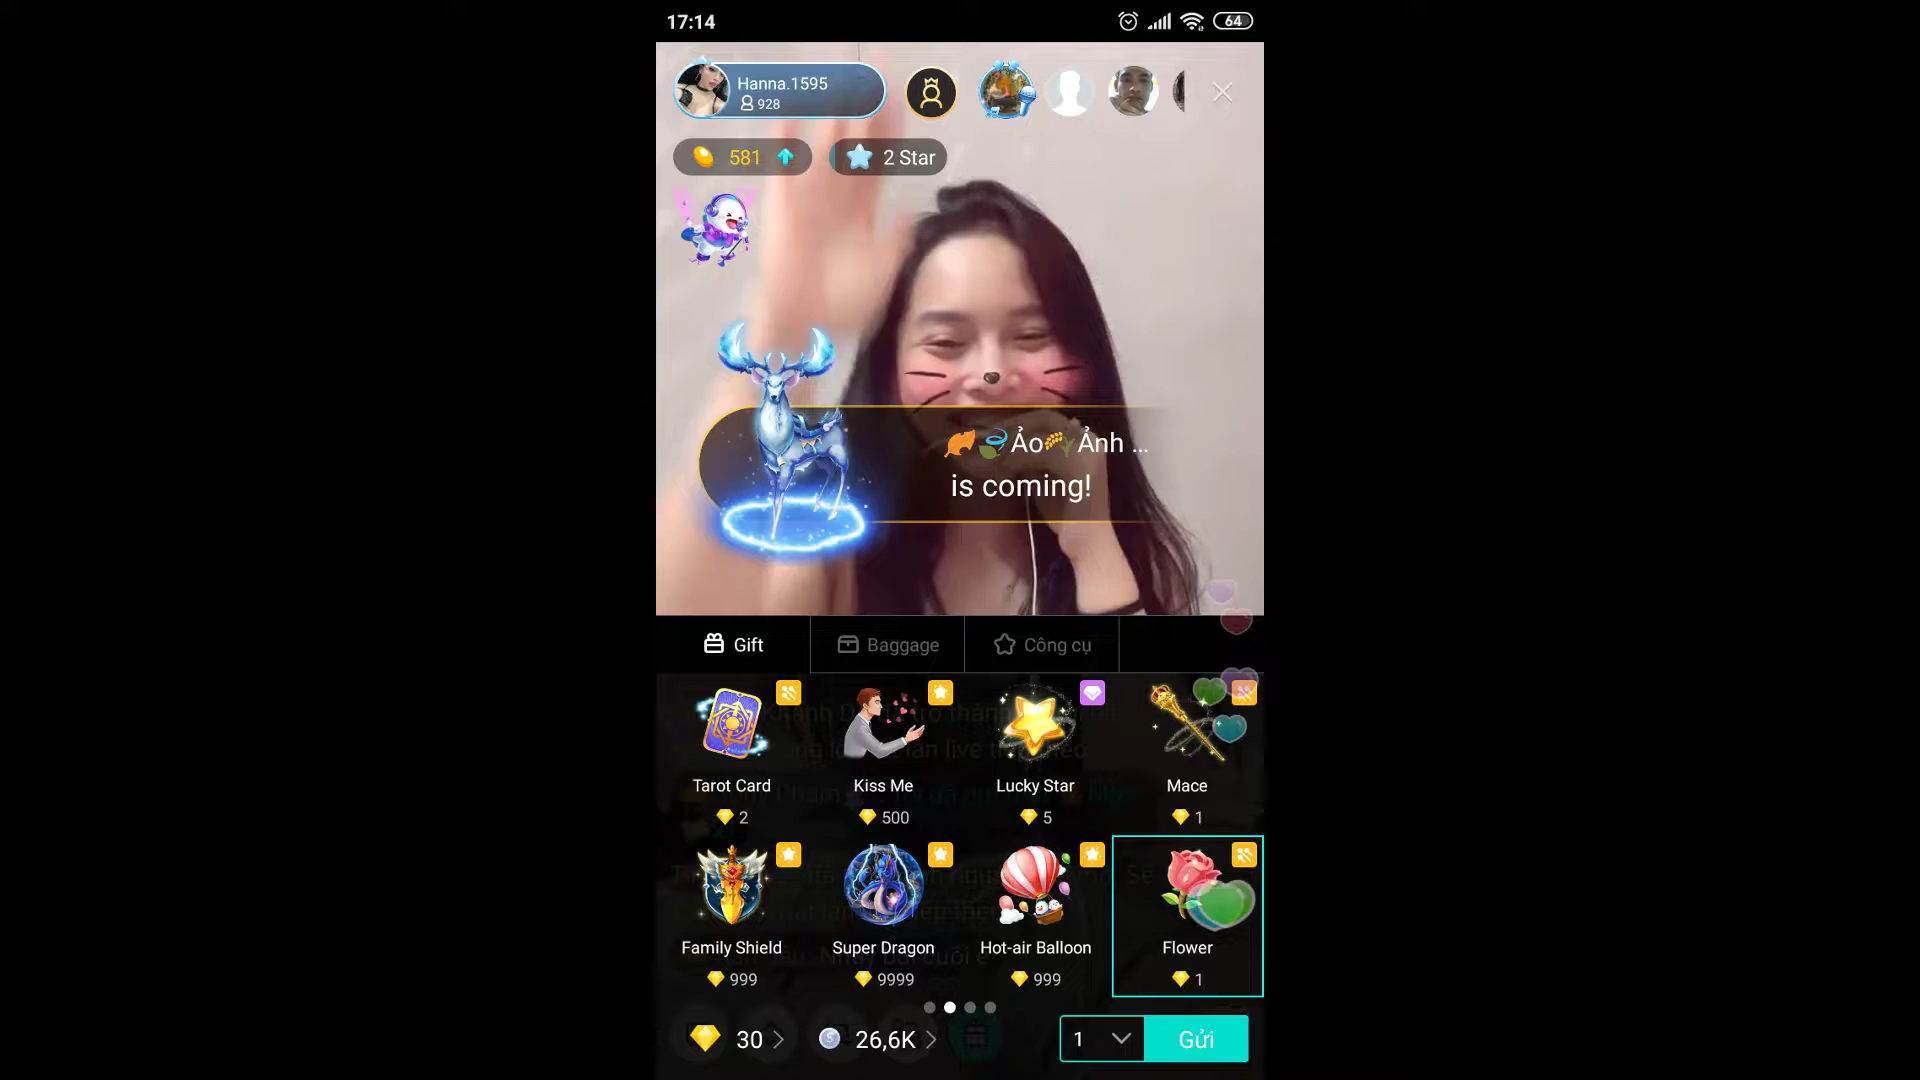 17:14
64
Hanna.1595
928
581
2 Star
Ảo Ảnh ...
is coming!
Gift
Baggage
Công cụ
Tarot Card
Kiss Me
Lucky Star
Mace
2
500
5
1
Family Shield
Super Dragon
Hot-air Balloon
Flower
999
9999
999
1
30
26,6K
1
Gửi